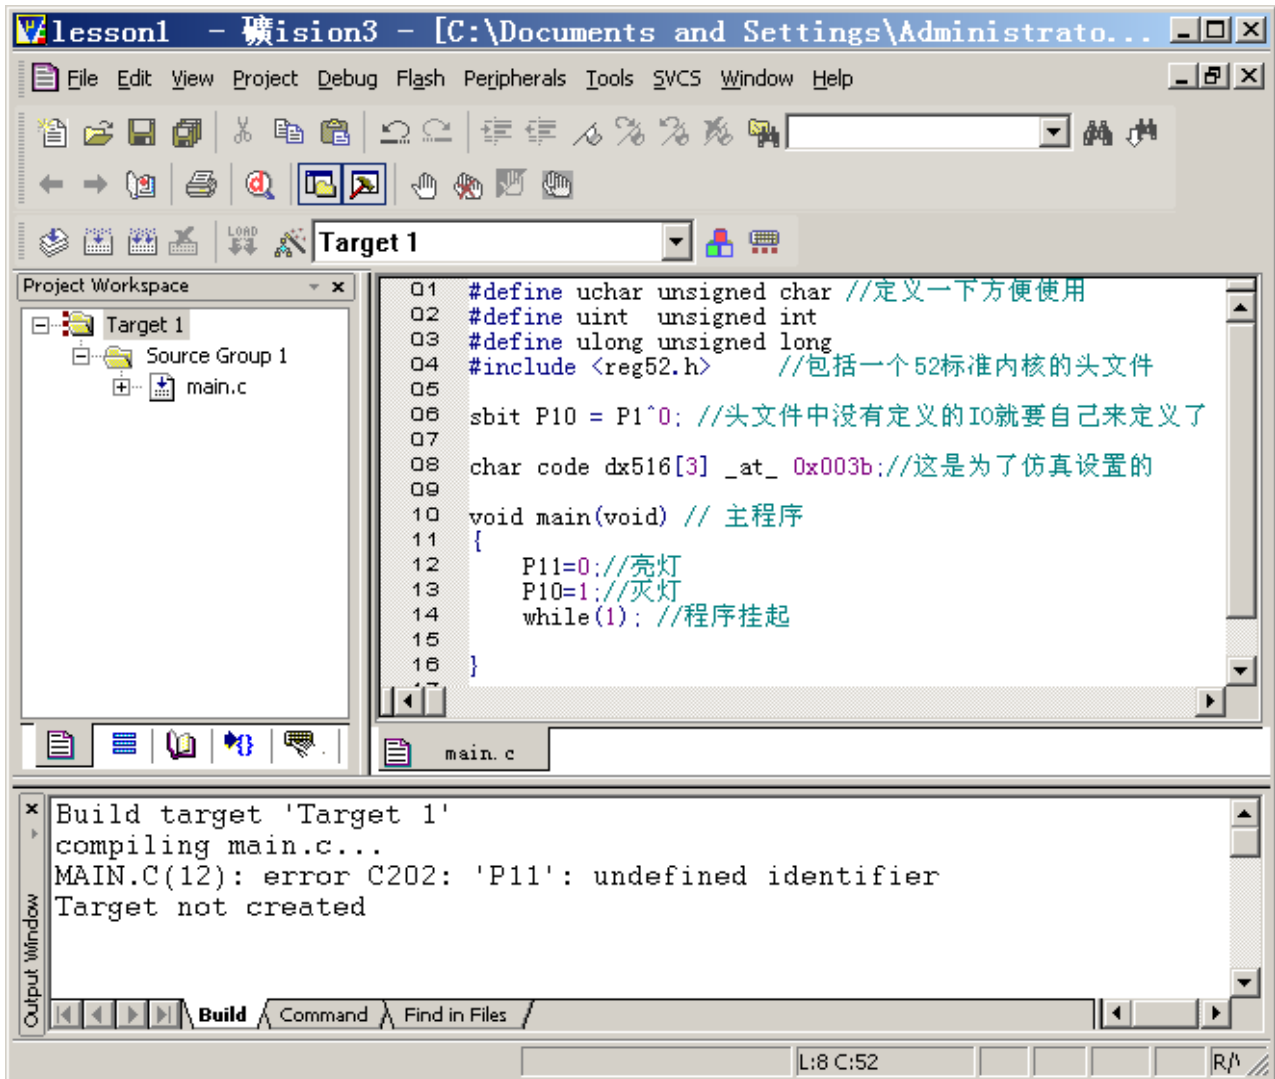 lesson1 - 礦ision3 - [C:\Documents and Settings\Administrato...
File Edit View Project Debug Flash Peripherals Tools SVCS Window Help
LOAD
Target 1
Project Workspace
Target 1
Source Group 1
main.c
01 #define uchar unsigned char //定义一下方便使用
02 #define uint  unsigned int
03 #define ulong unsigned long
04 #include <reg52.h>     //包括一个52标准内核的头文件
05
06 sbit P10 = P1^0; //头文件中没有定义的IO就要自己来定义了
07
08 char code dx516[3] _at_ 0x003b;//这是为了仿真设置的
09
10 void main(void) // 主程序
11 {
12     P11=0;//亮灯
13     P10=1;//灭灯
14     while(1); //程序挂起
15
16 }
17
main.c
Build target 'Target 1'
compiling main.c...
MAIN.C(12): error C202: 'P11': undefined identifier
Target not created
Output Window
Build Command Find in Files
L:8 C:52